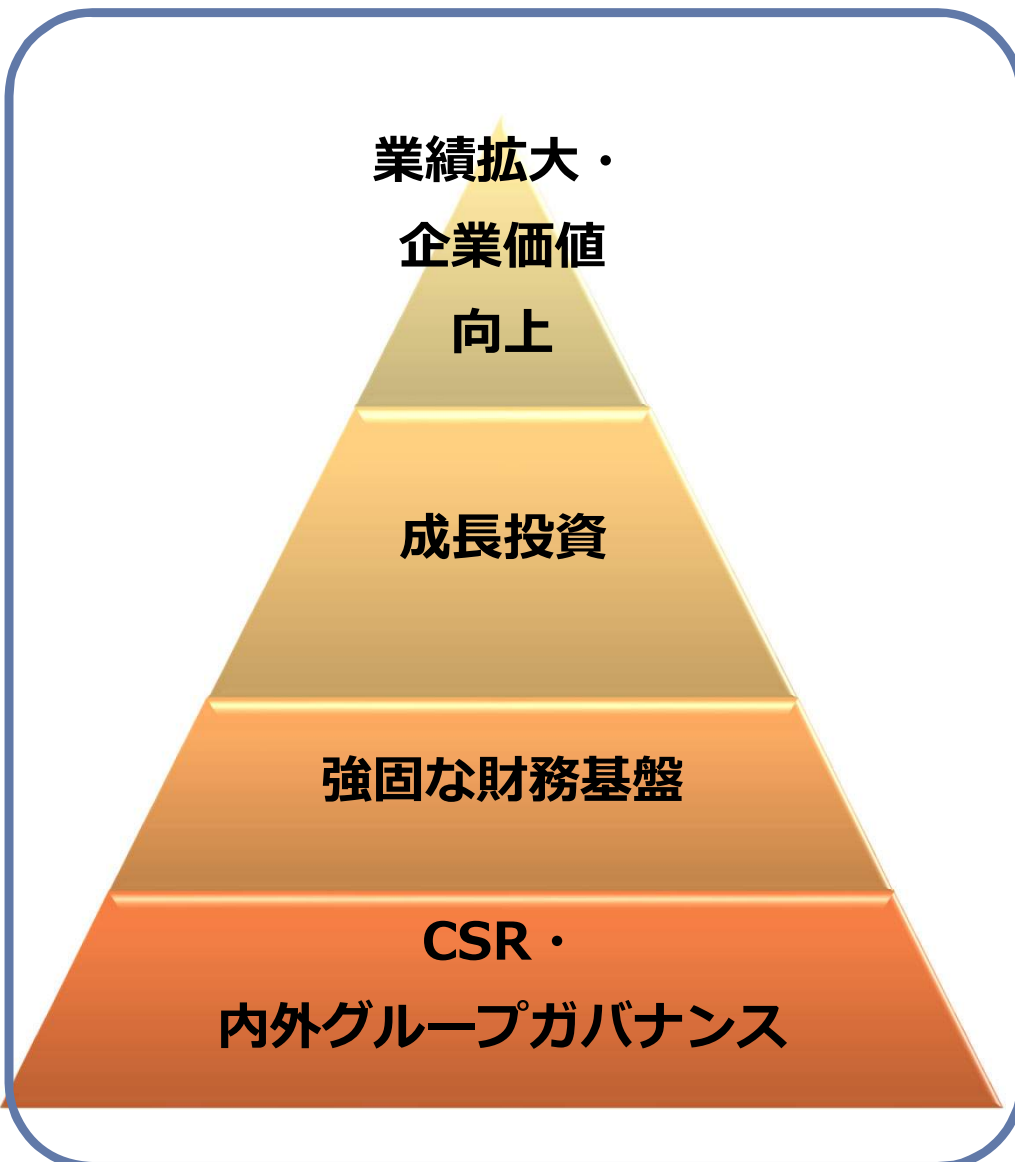 業績拡大・
企業価値
向上
成長投資
強固な財務基盤
CSR・
内外グループガバナンス